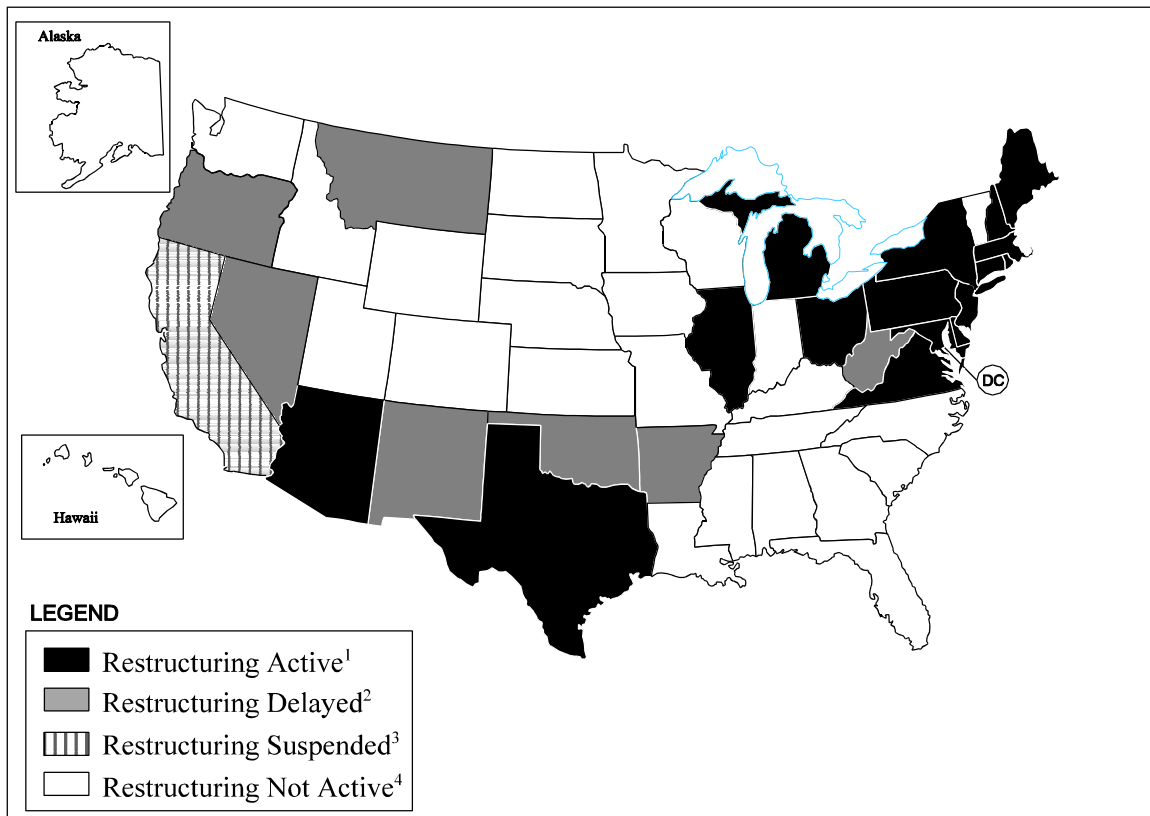 Alaska
DC
Hawaii
LEGEND
Restructuring Active¹
Restructuring Delayed²
Restructuring Suspended³
Restructuring Not Active⁴